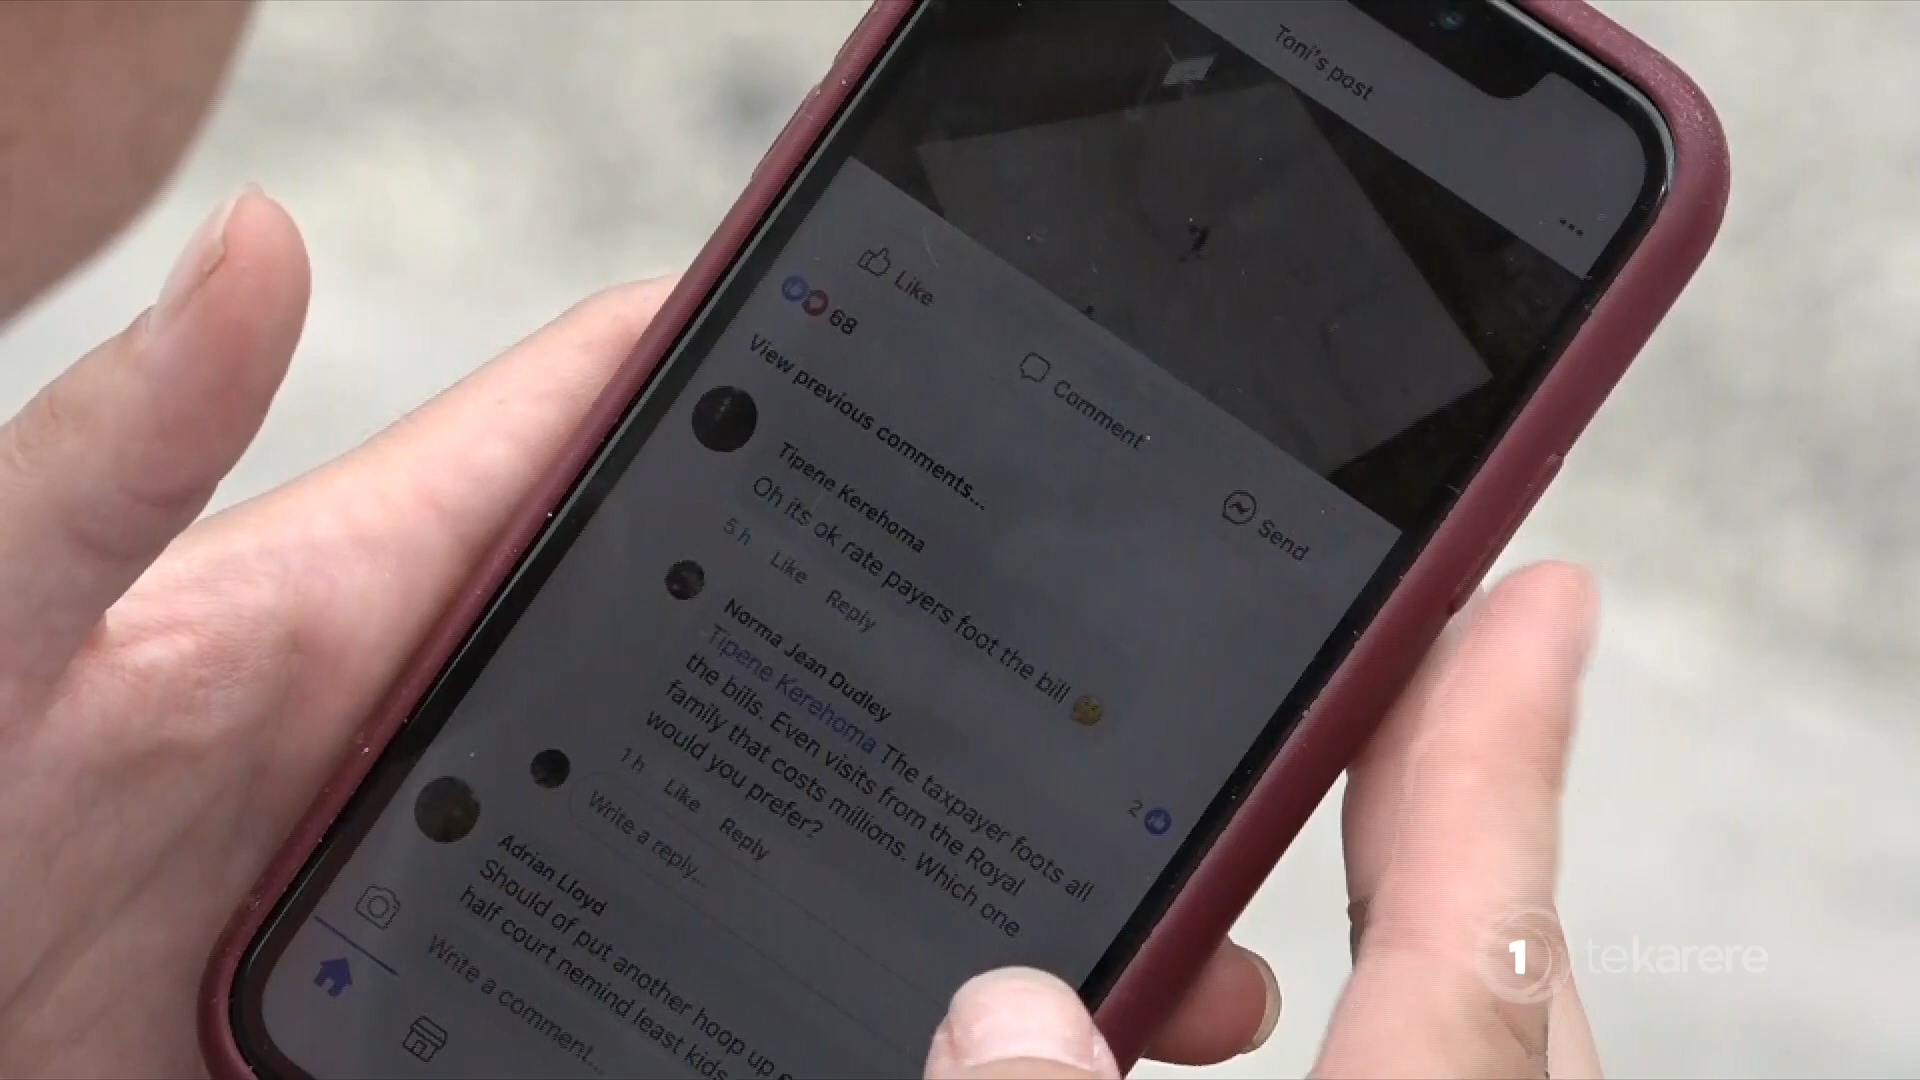 Tani's post
Like
Comment
Send
68
View previous comments...
Tipene Kerehoma
Oh its ok rate payers foot the bill
5 h Like Reply
2
Norma Jean Dudley
Tipene Kerehoma The taxpayer foots all
the bills. Even visits from the Royal
family that costs millions. Which one
would you prefer?
1 h Like Reply
Write a reply...
Adrian Lloyd
Should of put another hoop up
half court nemind least kids
Write a comment...
1 tekarere